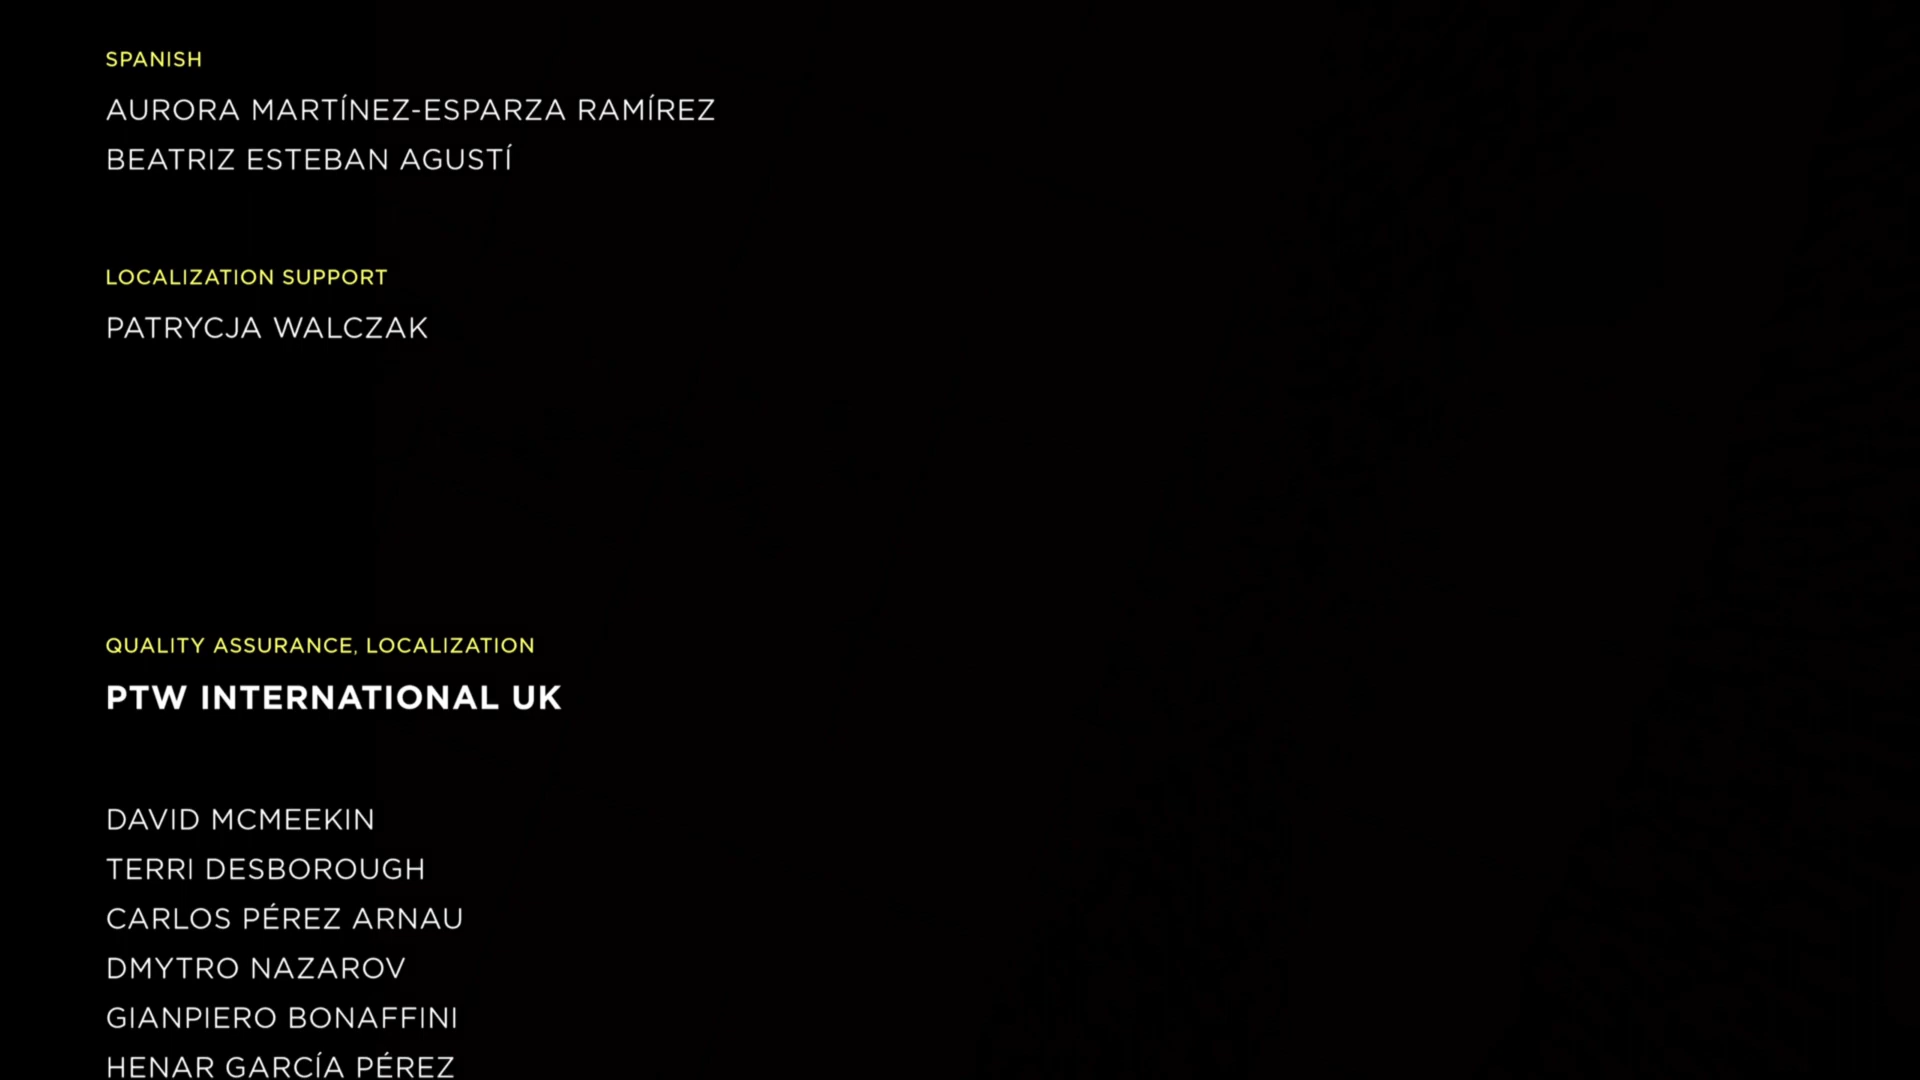 SPANISH
AURORA MARTÍNEZ-ESPARZA RAMÍREZ
BEATRIZ ESTEBAN AGUSTÍ
LOCALIZATION SUPPORT
PATRYCJA WALCZAK
QUALITY ASSURANCE, LOCALIZATION
PTW INTERNATIONAL UK
DAVID MCMEEKIN
TERRI DESBOROUGH
CARLOS PÉREZ ARNAU
DMYTRO NAZAROV
GIANPIERO BONAFFINI
HENAR GARCÍA PÉREZ